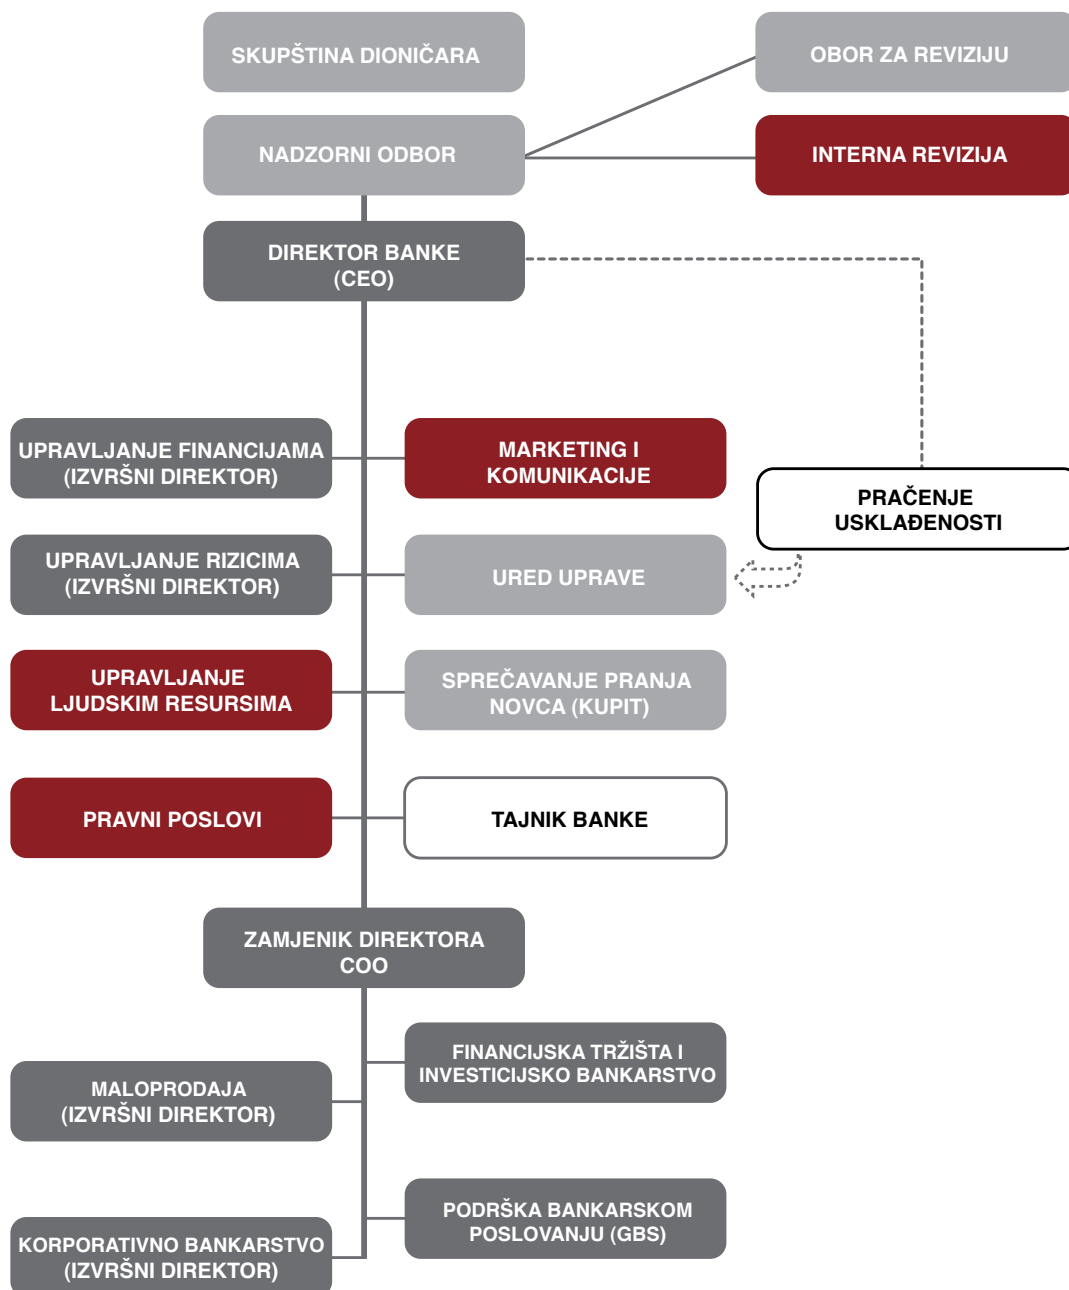 SKUPŠTINA DIONIČARA
OBOR ZA REVIZIJU
NADZORNI ODBOR
INTERNA REVIZIJA
DIREKTOR BANKE
(CEO)
UPRAVLJANJE FINANCIJAMA
(IZVRŠNI DIREKTOR)
MARKETING I
KOMUNIKACIJE
PRAČENJE
USKLAĐENOSTI
UPRAVLJANJE RIZICIMA
(IZVRŠNI DIREKTOR)
URED UPRAVE
UPRAVLJANJE
LJUDSKIM RESURSIMA
SPREČAVANJE PRANJA
NOVCA (KUPIT)
PRAVNI POSLOVI
TAJNIK BANKE
ZAMJENIK DIREKTORA
COO
FINANCIJSKA TRŽIŠTA I
INVESTICIJSKO BANKARSTVO
MALOPRODAJA
(IZVRŠNI DIREKTOR)
PODRŠKA BANKARSKOM
POSLOVANJU (GBS)
KORPORATIVNO BANKARSTVO
(IZVRŠNI DIREKTOR)